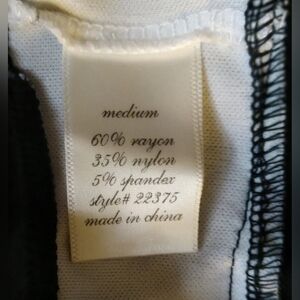 medium
60% rayon
35% nylon
5% spandex
style# 22375
made in china